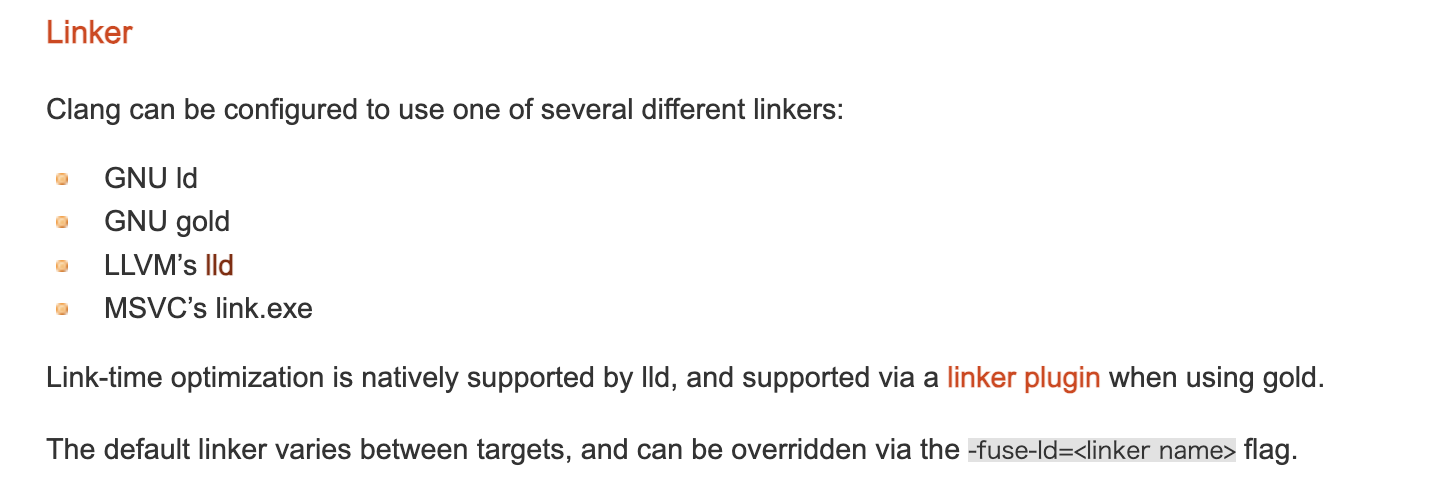 Linker
Clang can be configured to use one of several different linkers:
GNU ld
GNU gold
LLVM’s lld
MSVC’s link.exe
Link-time optimization is natively supported by lld, and supported via a linker plugin when using gold.
The default linker varies between targets, and can be overridden via the -fuse-ld=<linker name> flag.